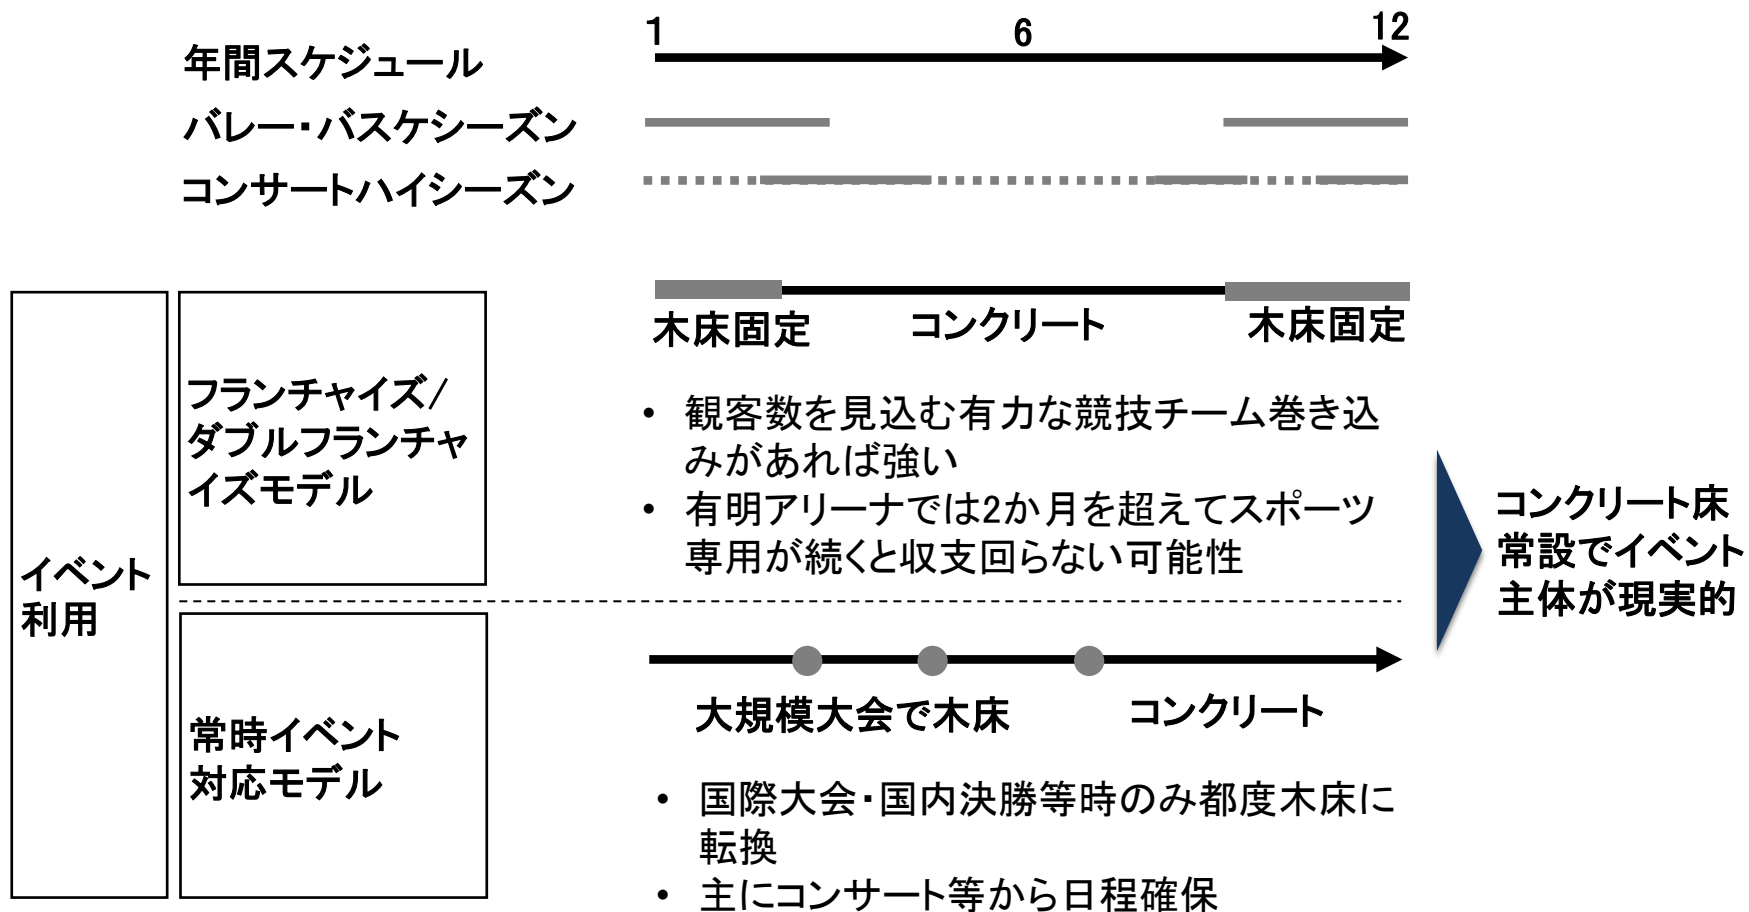 年間スケジュール
1
6
12
バレー・バスケシーズン
コンサートハイシーズン
イベント
利用
フランチャイズ/
ダブルフランチャ
イズモデル
木床固定
コンクリート
木床固定
• 観客数を見込む有力な競技チーム巻き込
みがあれば強い
• 有明アリーナでは2か月を超えてスポーツ
専用が続くと収支回らない可能性
常時イベント
対応モデル
大規模大会で木床
コンクリート
• 国際大会・国内決勝等時のみ都度木床に
転換
• 主にコンサート等から日程確保
コンクリート床
常設でイベント
主体が現実的